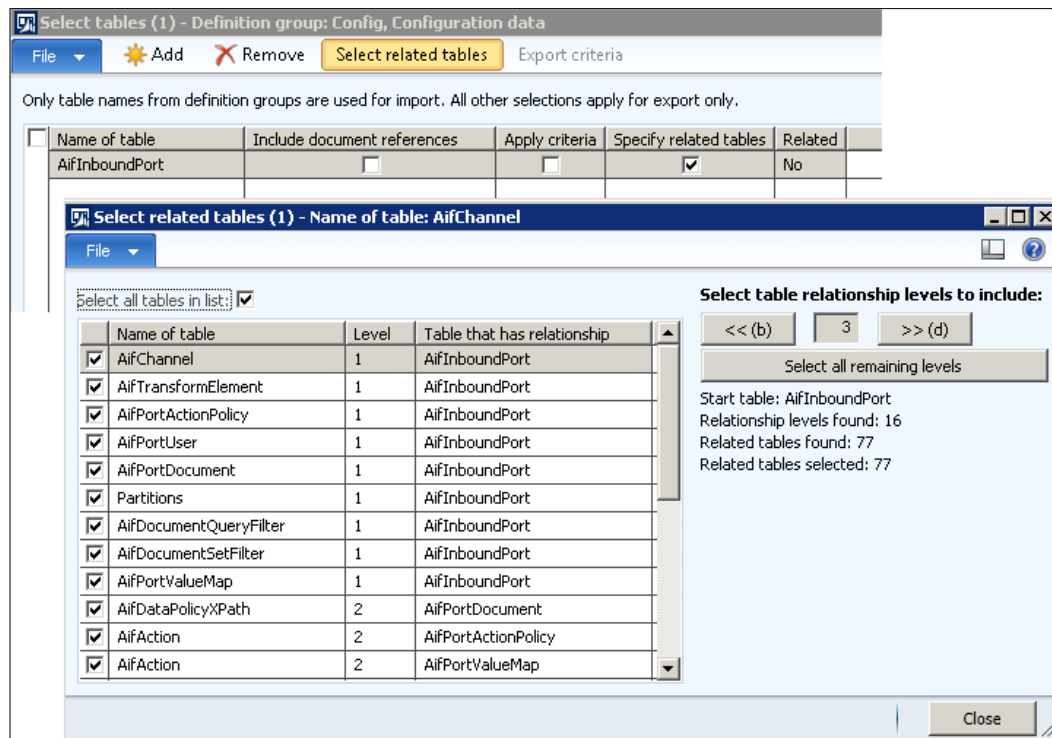 Select tables (1) - Definition group: Config, Configuration data
File Add Remove Select related tables Export criteria
Only table names from definition groups are used for import. All other selections apply for export only.
Name of table Include document references Apply criteria Specify related tables Related
AifInboundPort No
Select related tables (1) - Name of table: AifChannel
File
Select all tables in list:
Select table relationship levels to include:
<< (b) 3 >> (d)
Select all remaining levels
Start table: AifInboundPort
Relationship levels found: 16
Related tables found: 77
Related tables selected: 77
Name of table Level Table that has relationship
AifChannel 1 AifInboundPort
AifTransformElement 1 AifInboundPort
AifPortActionPolicy 1 AifInboundPort
AifPortUser 1 AifInboundPort
AifPortDocument 1 AifInboundPort
Partitions 1 AifInboundPort
AifDocumentQueryFilter 1 AifInboundPort
AifDocumentSetFilter 1 AifInboundPort
AifPortValueMap 1 AifInboundPort
AifDataPolicyXPath 2 AifPortDocument
AifAction 2 AifPortActionPolicy
AifAction 2 AifPortValueMap
Close